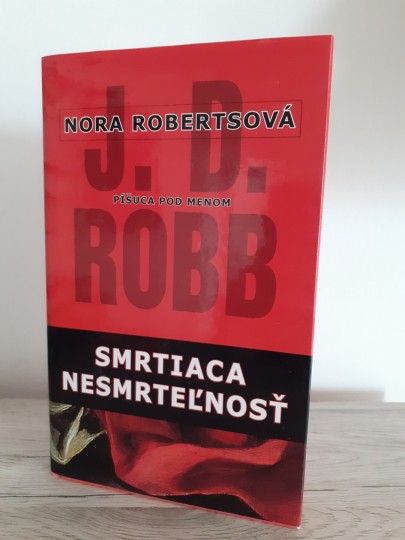 NORA ROBERTSOVÁ
J. D.
PÍŠUCA POD MENOM
ROBB
SMRTIACA
NESMRTEĽNOSŤ